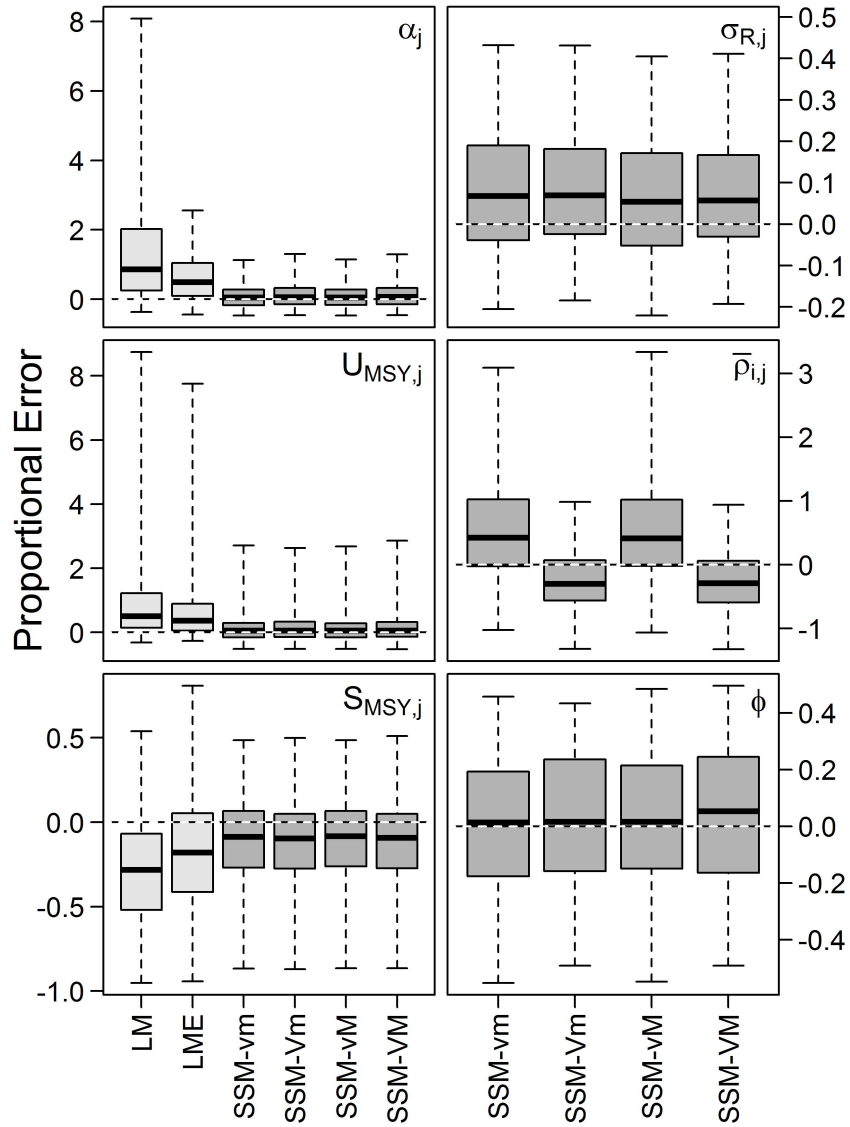 Proportional Error
αj
8
6
4
2
0
σR,j
0.5
0.4
0.3
0.2
0.1
0.0
-0.1
-0.2
UMSY,j
8
6
4
2
0
ρ̅i,j
3
2
1
0
-1
SMSY,j
0.5
0.0
-0.5
-1.0
ϕ
0.4
0.2
0.0
-0.2
-0.4
LM
LME
SSM-vm
SSM-Vm
SSM-vM
SSM-VM
SSM-vm
SSM-Vm
SSM-vM
SSM-VM